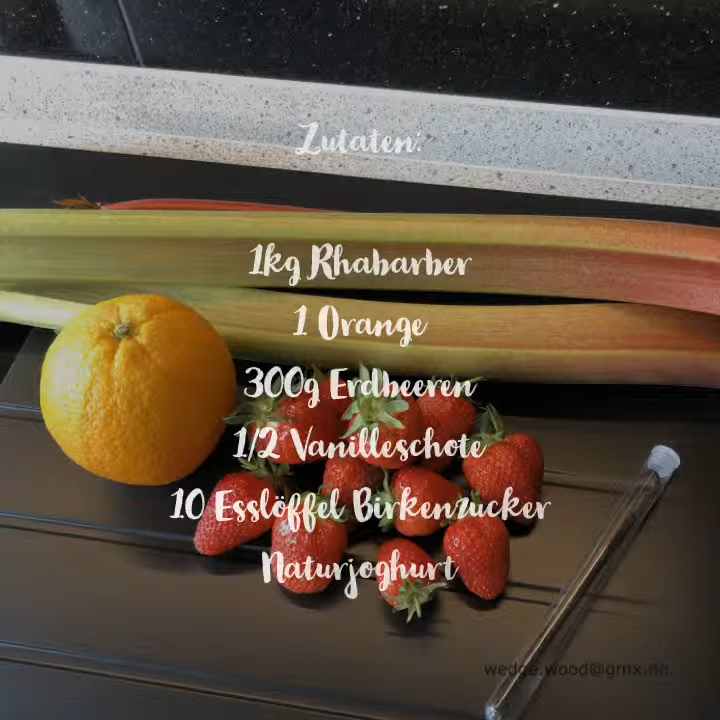 Zutaten:
1kg Rhabarber
1 Orange
300g Erdbeeren
1/2 Vanilleschote
10 Esslöffel Birkenzucker
Naturjoghurt